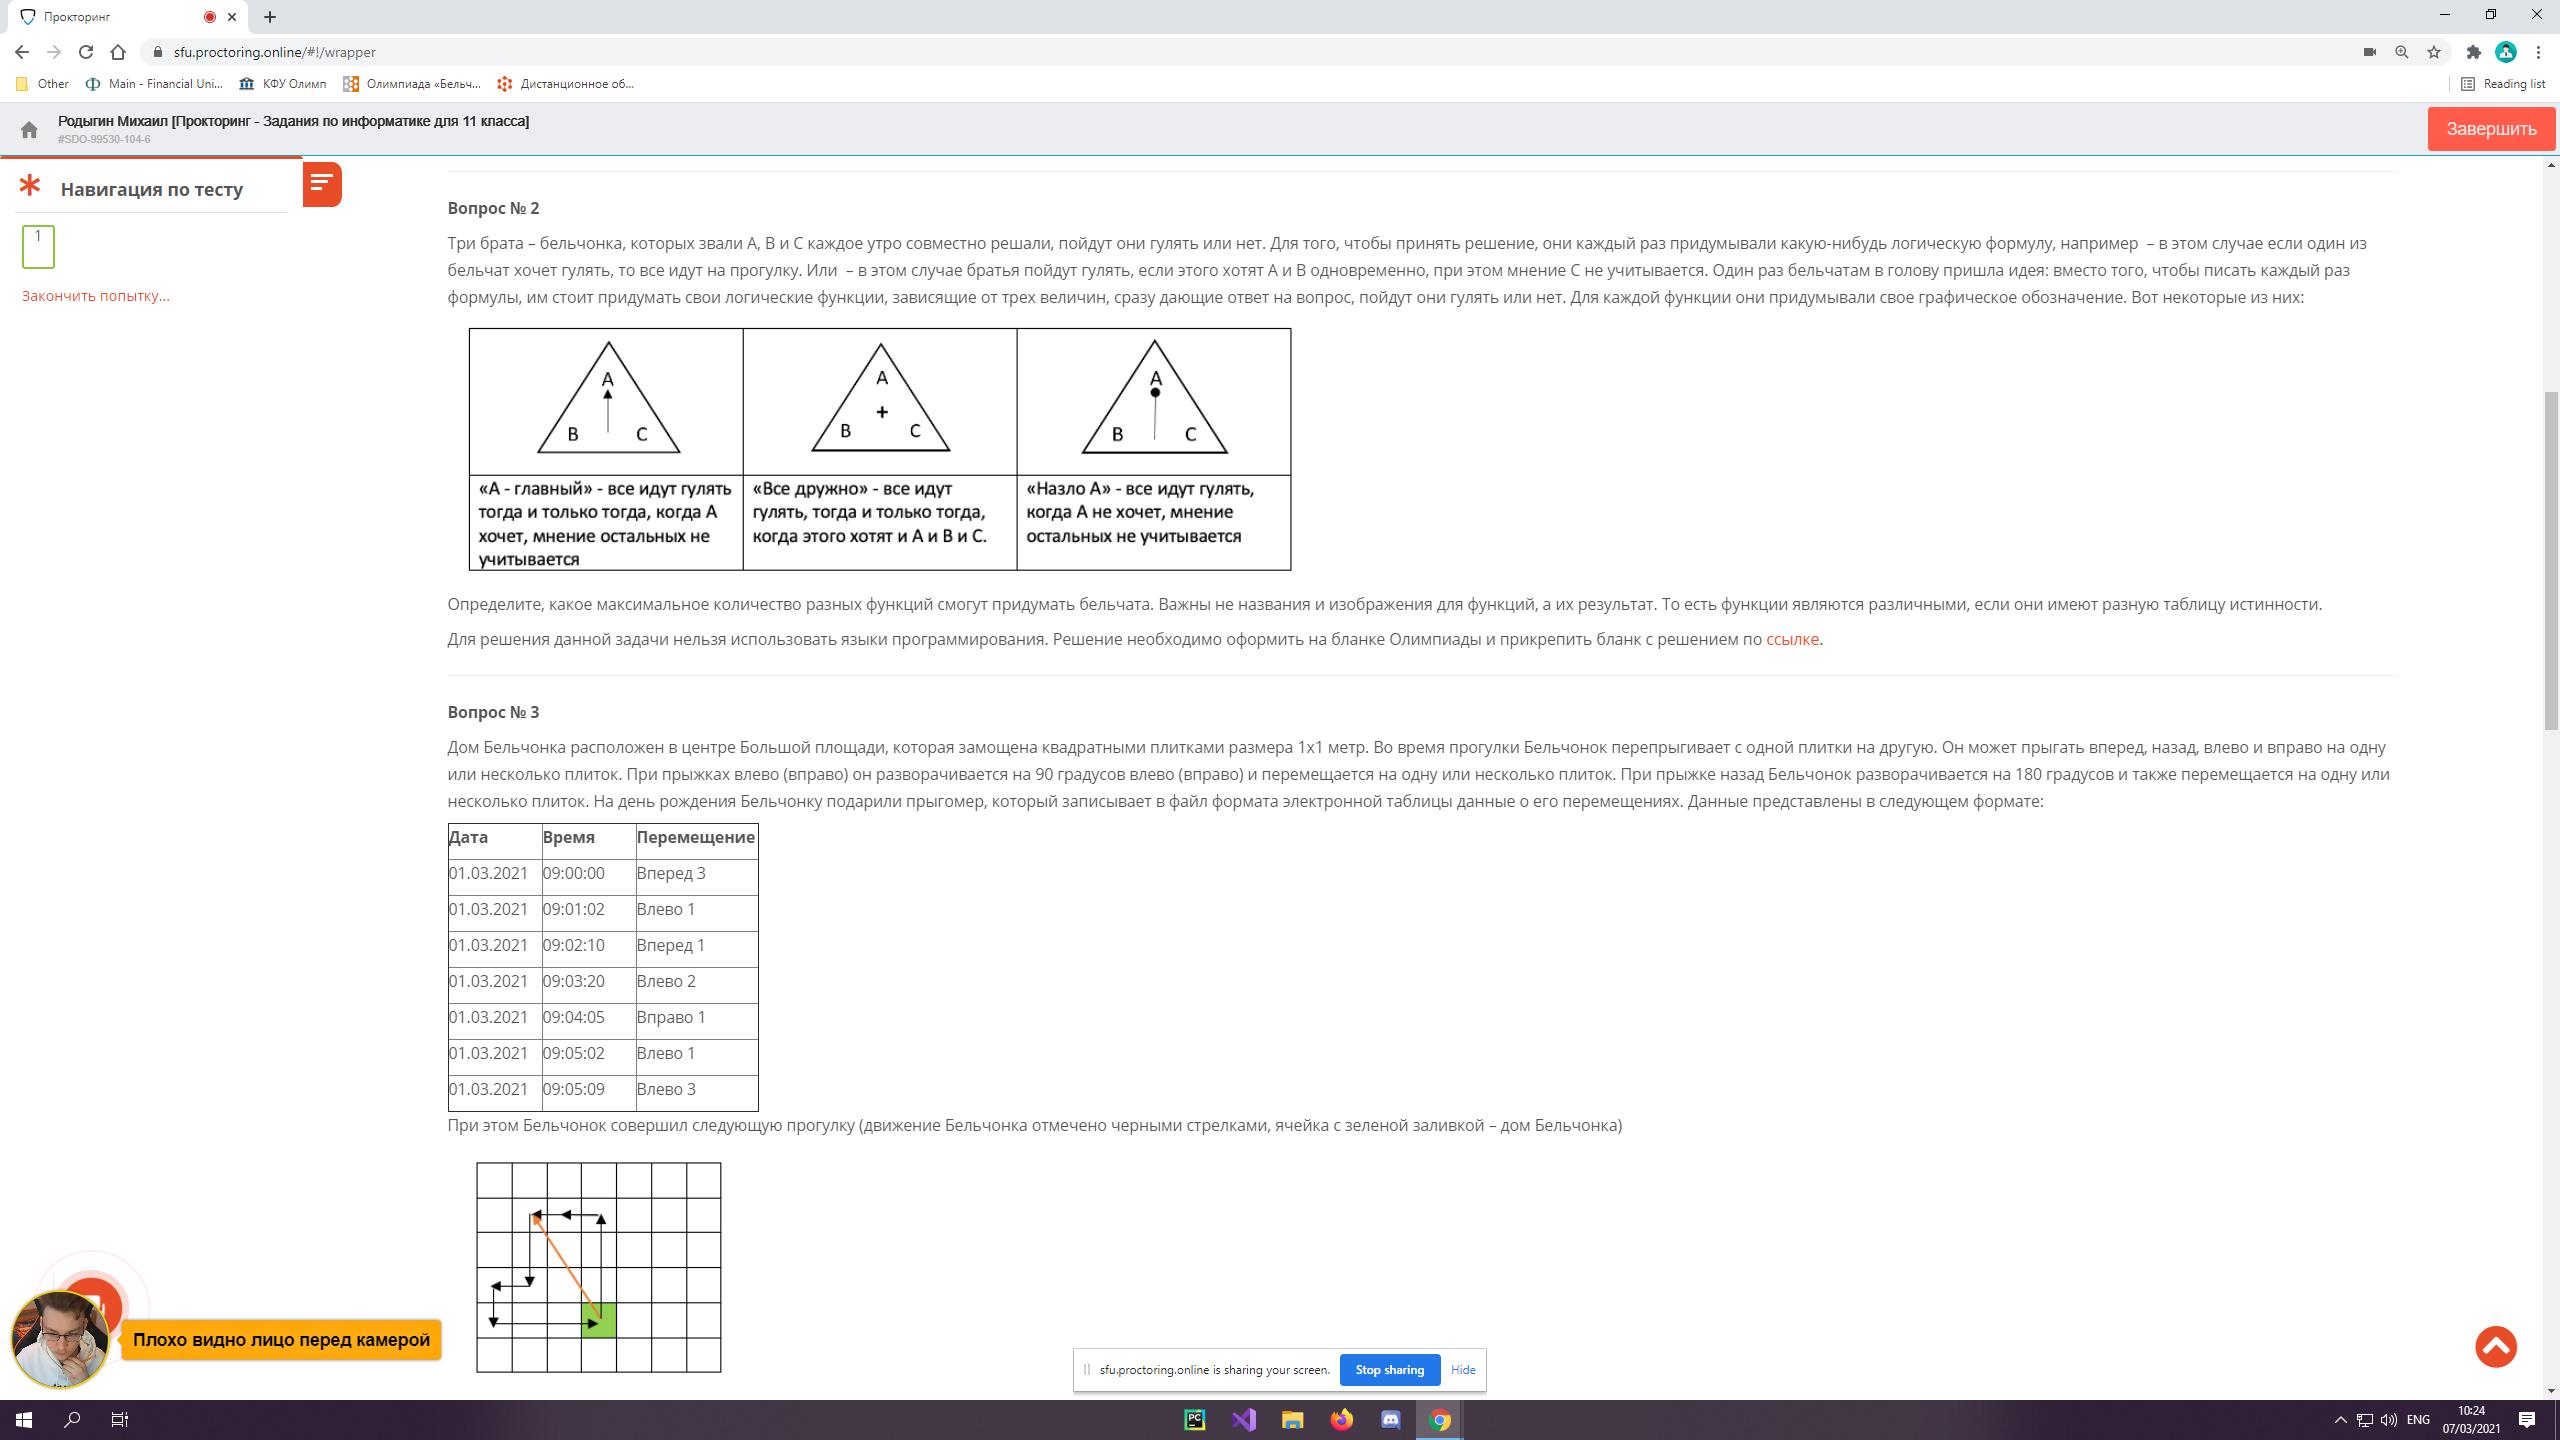 Прокторинг
sfu.proctoring.online/#!/wrapper
Other
Main - Financial Uni...
КФУ Олимп
Олимпиада «Бельч...
Дистанционное об...
Reading list
Родыгин Михаил [Прокторинг - Задания по информатике для 11 класса]
#SDO-99530-104-6
Завершить
Навигация по тесту
1
Закончить попытку...
Вопрос № 2
Три брата – бельчонка, которых звали А, В и С каждое утро совместно решали, пойдут они гулять или нет. Для того, чтобы принять решение, они каждый раз придумывали какую-нибудь логическую формулу, например – в этом случае если один из
бельчат хочет гулять, то все идут на прогулку. Или – в этом случае братья пойдут гулять, если этого хотят А и В одновременно, при этом мнение С не учитывается. Один раз бельчатам в голову пришла идея: вместо того, чтобы писать каждый раз
формулы, им стоит придумать свои логические функции, зависящие от трех величин, сразу дающие ответ на вопрос, пойдут они гулять или нет. Для каждой функции они придумывали свое графическое обозначение. Вот некоторые из них:
A
B C
A
+
B C
A
B C
«А - главный» - все идут гулять
тогда и только тогда, когда А
хочет, мнение остальных не
учитывается
«Все дружно» - все идут
гулять, тогда и только тогда,
когда этого хотят и А и В и С.
«Назло А» - все идут гулять,
когда А не хочет, мнение
остальных не учитывается
Определите, какое максимальное количество разных функций смогут придумать бельчата. Важны не названия и изображения для функций, а их результат. То есть функции являются различными, если они имеют разную таблицу истинности.
Для решения данной задачи нельзя использовать языки программирования. Решение необходимо оформить на бланке Олимпиады и прикрепить бланк с решением по ссылке.
Вопрос № 3
Дом Бельчонка расположен в центре Большой площади, которая замощена квадратными плитками размера 1х1 метр. Во время прогулки Бельчонок перепрыгивает с одной плитки на другую. Он может прыгать вперед, назад, влево и вправо на одну
или несколько плиток. При прыжках влево (вправо) он разворачивается на 90 градусов влево (вправо) и перемещается на одну или несколько плиток. При прыжке назад Бельчонок разворачивается на 180 градусов и также перемещается на одну или
несколько плиток. На день рождения Бельчонку подарили прыгомер, который записывает в файл формата электронной таблицы данные о его перемещениях. Данные представлены в следующем формате:
Дата Время Перемещение
01.03.2021 09:00:00 Вперед 3
01.03.2021 09:01:02 Влево 1
01.03.2021 09:02:10 Вперед 1
01.03.2021 09:03:20 Влево 2
01.03.2021 09:04:05 Вправо 1
01.03.2021 09:05:02 Влево 1
01.03.2021 09:05:09 Влево 3
При этом Бельчонок совершил следующую прогулку (движение Бельчонка отмечено черными стрелками, ячейка с зеленой заливкой – дом Бельчонка)
Плохо видно лицо перед камерой
sfu.proctoring.online is sharing your screen.
Stop sharing
Hide
PC
ENG
10:24
07/03/2021